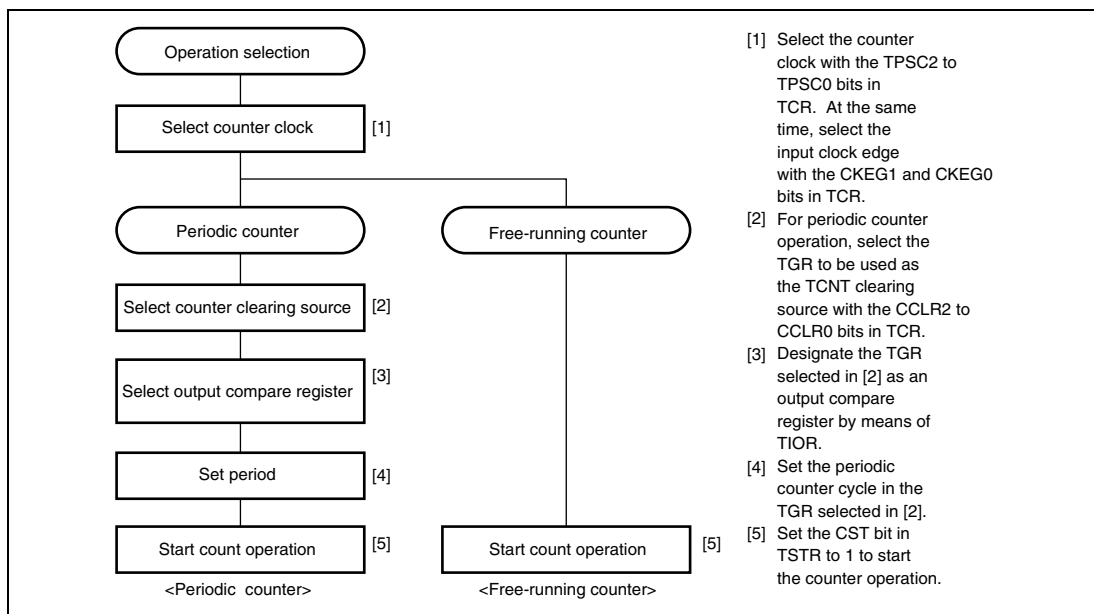 Operation selection
Select counter clock
[1]
Periodic counter
Free-running counter
Select counter clearing source
[2]
Select output compare register
[3]
Set period
[4]
Start count operation
[5]
<Periodic counter>
Start count operation
[5]
<Free-running counter>
[1] Select the counter
clock with the TPSC2 to
TPSC0 bits in
TCR. At the same
time, select the
input clock edge
with the CKEG1 and CKEG0
bits in TCR.
[2] For periodic counter
operation, select the
TGR to be used as
the TCNT clearing
source with the CCLR2 to
CCLR0 bits in TCR.
[3] Designate the TGR
selected in [2] as an
output compare
register by means of
TIOR.
[4] Set the periodic
counter cycle in the
TGR selected in [2].
[5] Set the CST bit in
TSTR to 1 to start
the counter operation.